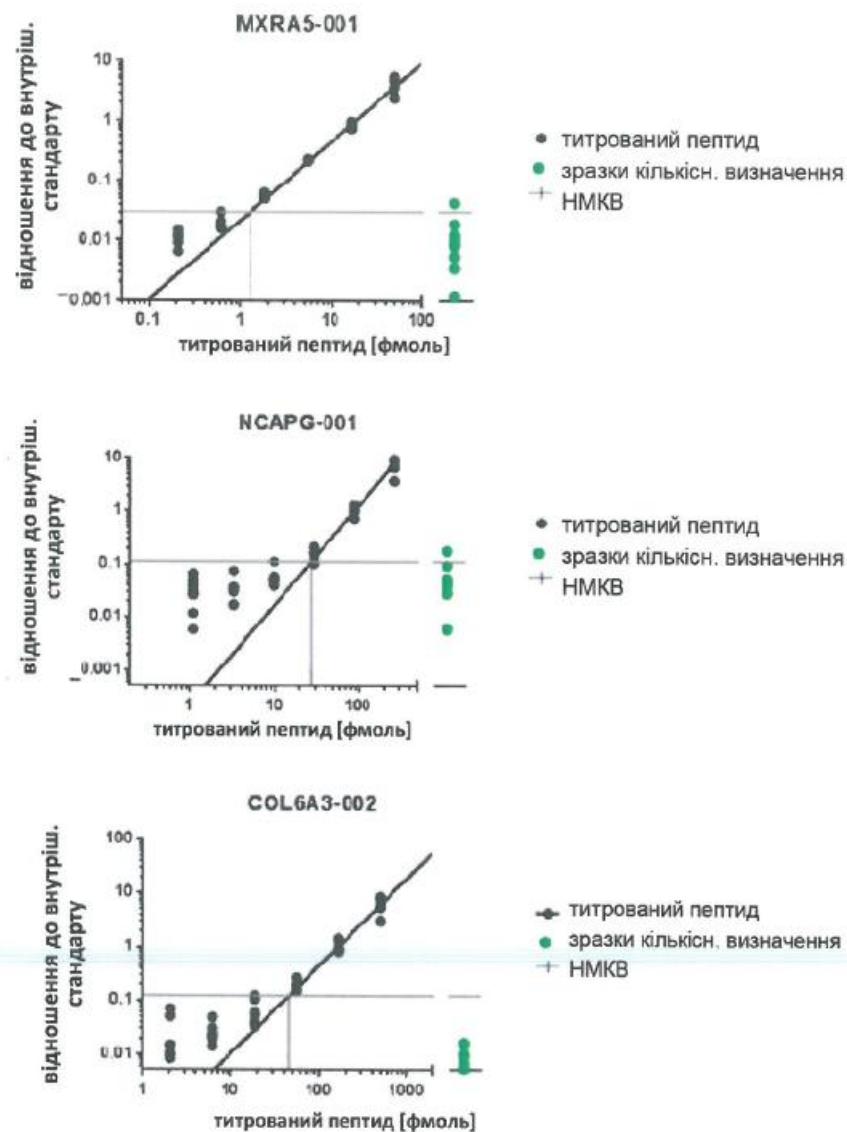 MXRA5-001
відношення до внутріш.
стандарту
10
1
0.1
0.01
0.001
0.1
1
10
100
титрований пептид [фмоль]
титрований пептид
зразки кількісн. визначення
НМКВ
NCAPG-001
відношення до внутріш.
стандарту
10
1
0.1
0.01
0.001
1
10
100
титрований пептид [фмоль]
титрований пептид
зразки кількісн. визначення
НМКВ
COL6A3-002
відношення до внутріш.
стандарту
100
10
1
0.1
0.01
1
10
100
1000
титрований пептид [фмоль]
титрований пептид
зразки кількісн. визначення
НМКВ